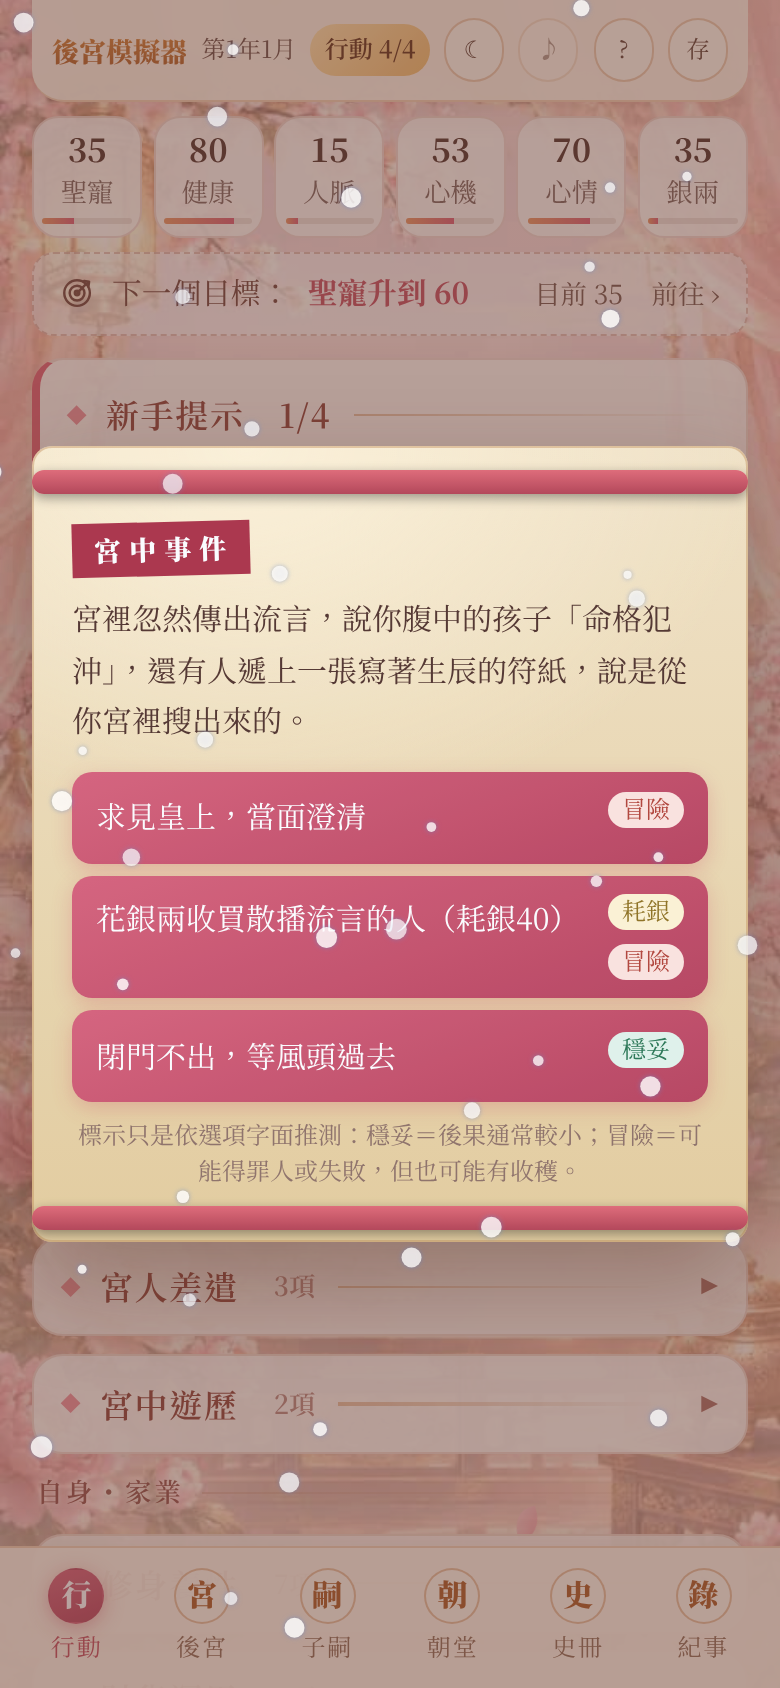 後宮模擬器 第1年1月 行動 4/4 ☾ ♪ ? 存
35 80 15 53 70 35
聖寵 健康 人脈 心機 心情 銀兩
下一個目標： 聖寵升到 60 目前 35 前往 ›
新手提示 1/4
宮中事件
宮裡忽然傳出流言，說你腹中的孩子「命格犯
沖」，還有人遞上一張寫著生辰的符紙，說是從
你宮裡搜出來的。
求見皇上，當面澄清 冒險
花銀兩收買散播流言的人（耗銀40） 耗銀
冒險
閉門不出，等風頭過去 穩妥
標示只是依選項字面推測：穩妥＝後果通常較小；冒險＝可
能得罪人或失敗，但也可能有收穫。
宮人差遣 3項
宮中遊歷 2項
自身・家業
行 宮 嗣 朝 史 錄
行動 後宮 子嗣 朝堂 史冊 紀事